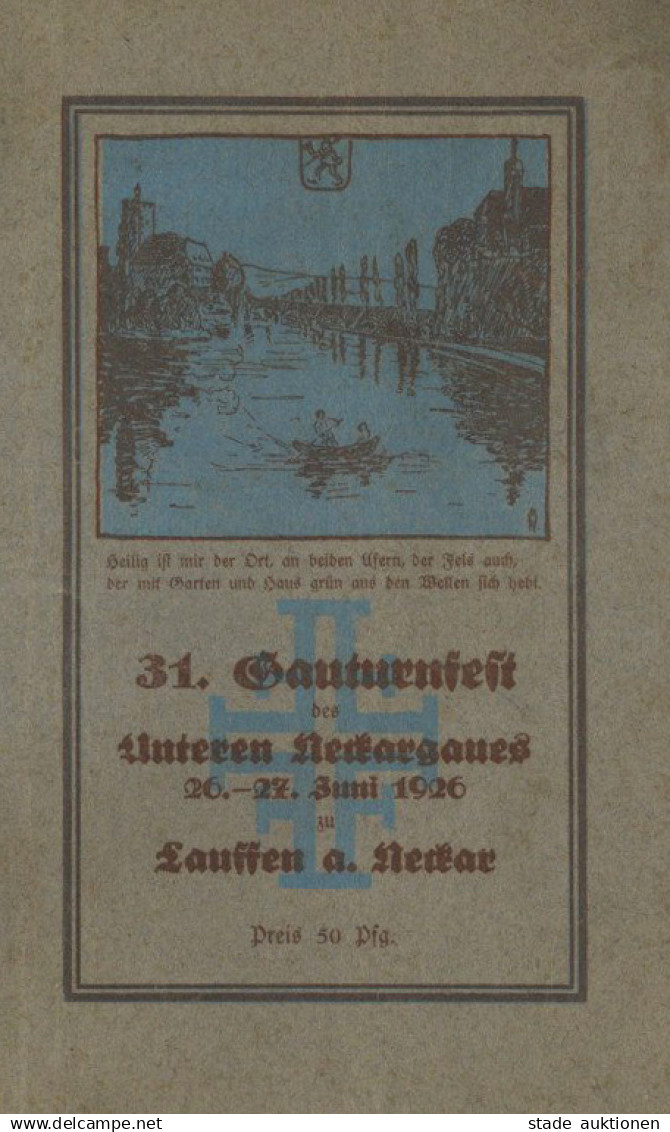 Heilig ist mir der Ort, an beiden Ufern, der Fels auch,
der mit Garten und Haus grün aus den Wellen sich hebt.
31. Gauturnfest
des
Unteren Neckargaues
26.–27. Juni 1926
zu
Lauffen a. Neckar
Preis 50 Pfg.
www.delcampe.net
stade auktionen